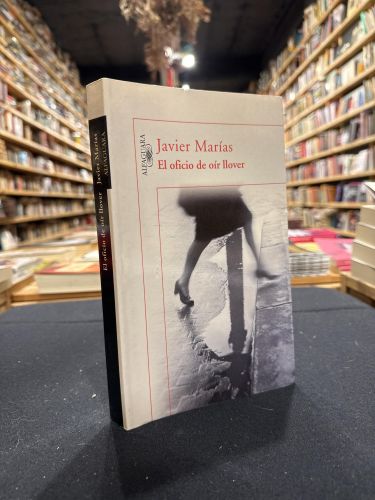 Javier Marías
El oficio de oír llover
ALFAGUARA
El oficio de oír llover Javier Marías
ALFAGUARA